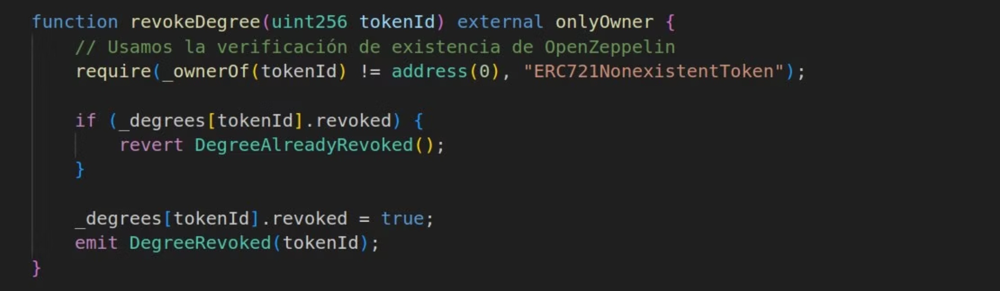 function revokeDegree(uint256 tokenId) external onlyOwner {
// Usamos la verificación de existencia de OpenZeppelin
require(_ownerOf(tokenId) != address(0), "ERC721NonexistentToken");
if (_degrees[tokenId].revoked) {
revert DegreeAlreadyRevoked();
}
_degrees[tokenId].revoked = true;
emit DegreeRevoked(tokenId);
}